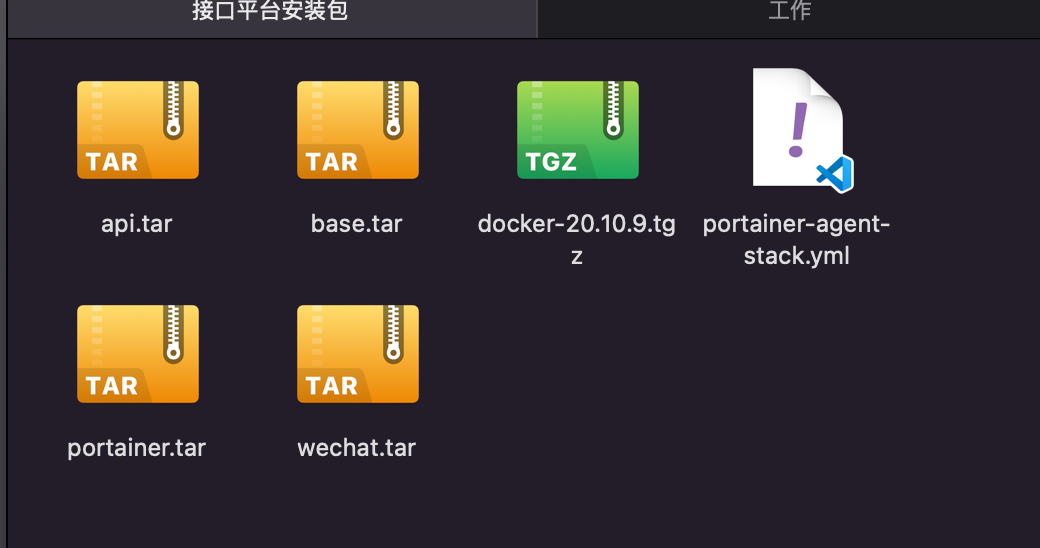 接口平台安装包
工作
TAR
TAR
TGZ
api.tar
base.tar
docker-20.10.9.tg
z
portainer-agent-
stack.yml
TAR
TAR
portainer.tar
wechat.tar